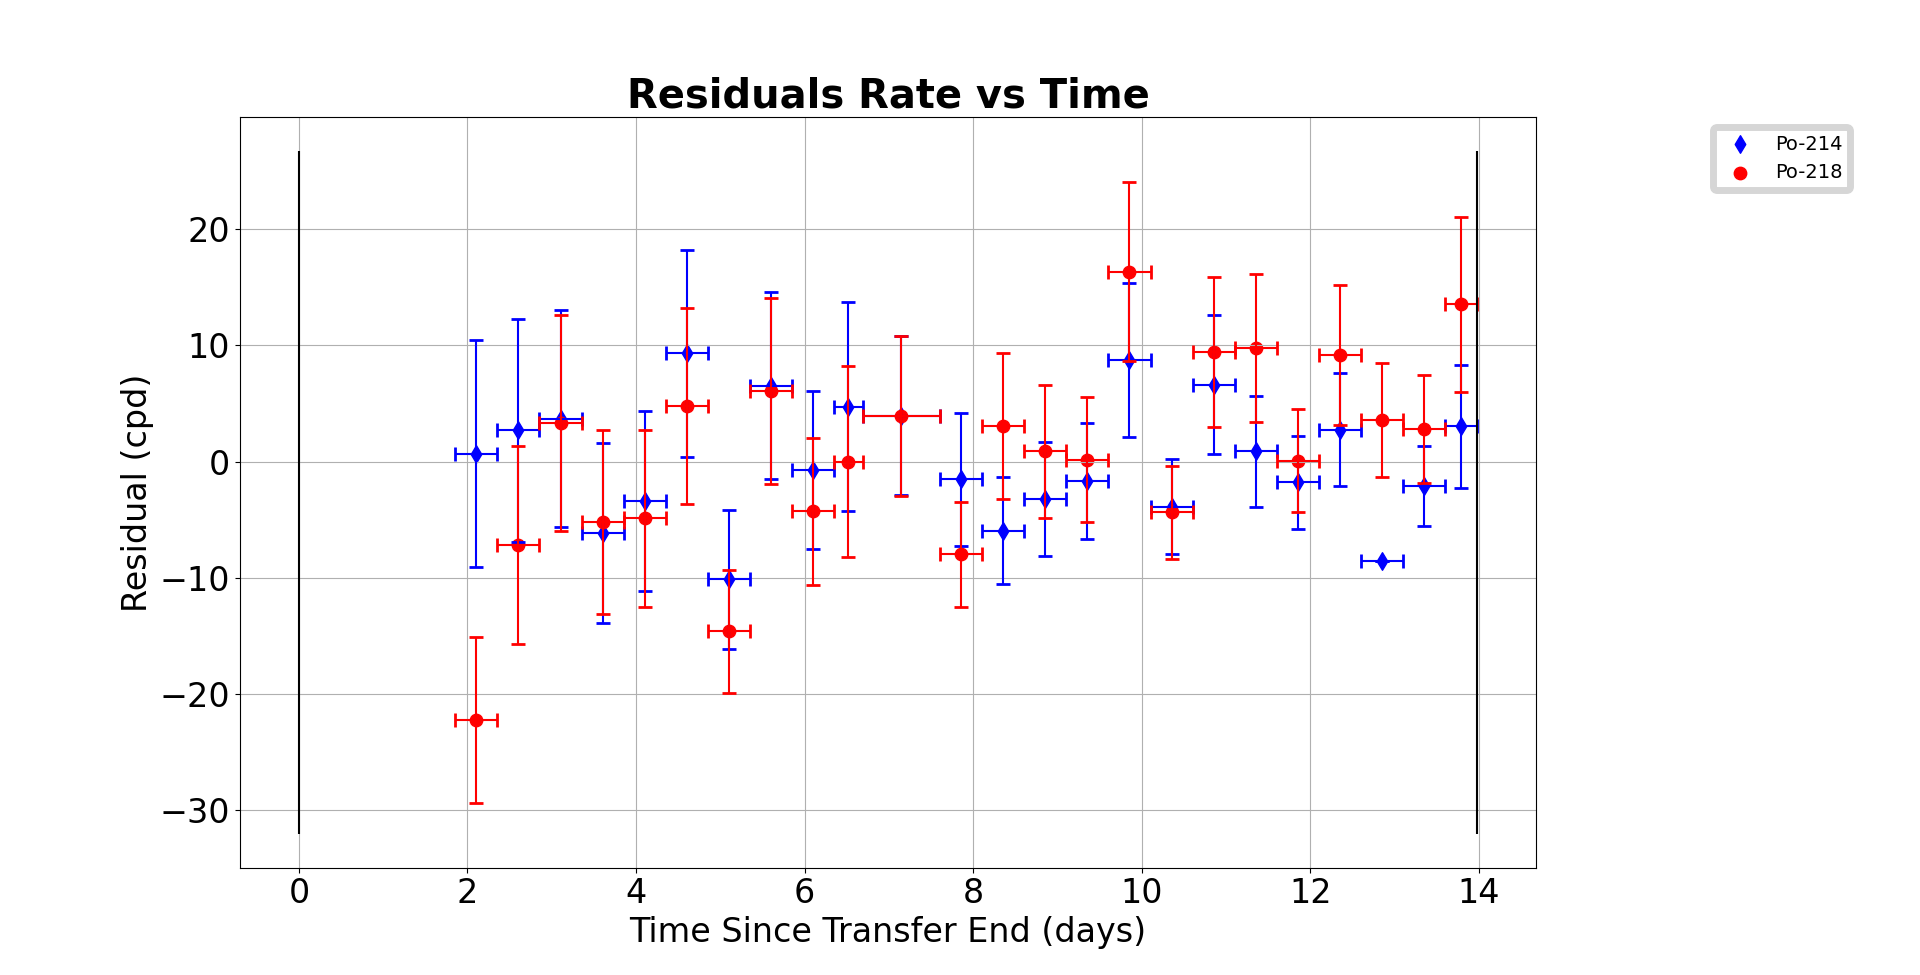 Residuals Rate vs Time
Po-214
Po-218
Residual (cpd)
20
10
0
−10
−20
−30
0 2 4 6 8 10 12 14
Time Since Transfer End (days)